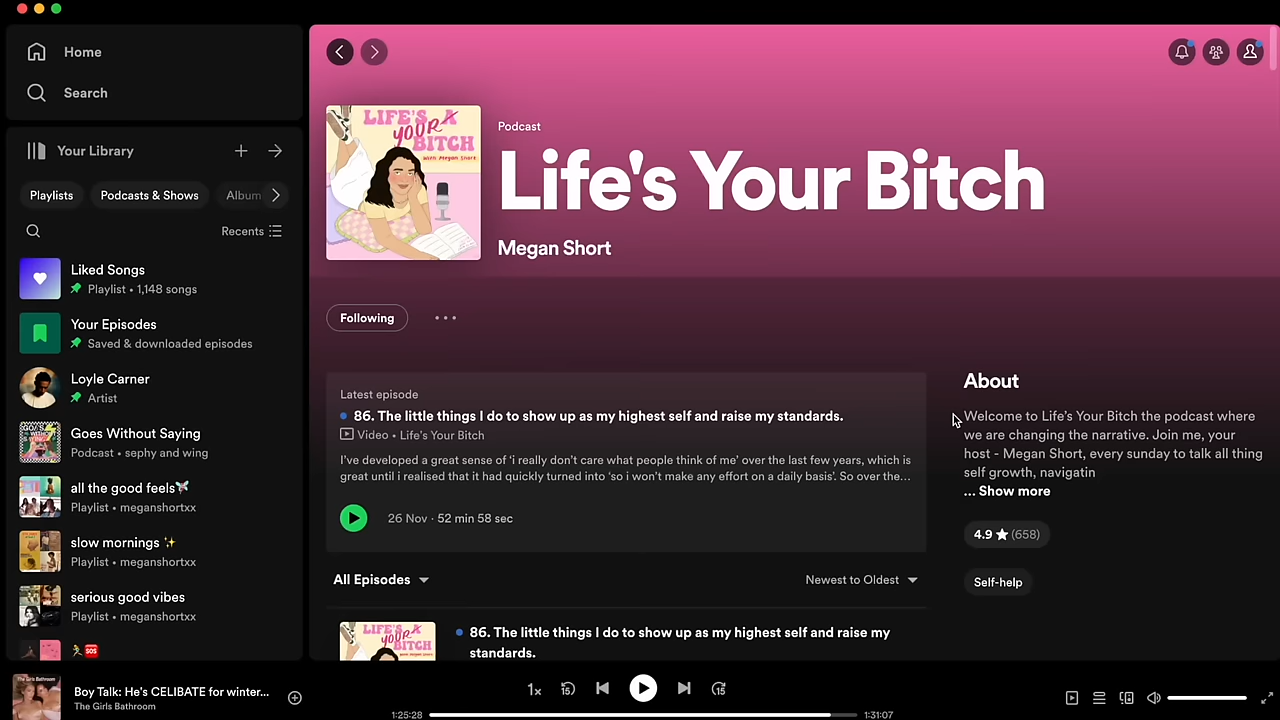 Home
Search
Your Library
Playlists
Podcasts & Shows
Album
Recents
Liked Songs
Playlist • 1,148 songs
Your Episodes
Saved & downloaded episodes
Loyle Carner
Artist
Goes Without Saying
Podcast • sephy and wing
all the good feels
Playlist • meganshortxx
slow mornings ✨
Playlist • meganshortxx
serious good vibes
Playlist • meganshortxx
SOS
LIFE'S A
YOUR
BITCH
WITH MEGAN SHORT
Podcast
Life's Your Bitch
Megan Short
Following
Latest episode
86. The little things I do to show up as my highest self and raise my standards.
Video • Life's Your Bitch
I've developed a great sense of 'i really don't care what people think of me' over the last few years, which is
great until i realised that it had quickly turned into 'so i won't make any effort on a daily basis'. So over the...
26 Nov · 52 min 58 sec
All Episodes
Newest to Oldest
LIFE'S A
YOUR
BITCH
86. The little things I do to show up as my highest self and raise my
standards.
About
Welcome to Life's Your Bitch the podcast where
we are changing the narrative. Join me, your
host - Megan Short, every sunday to talk all thing
self growth, navigatin
... Show more
4.9 ★ (658)
Self-help
Boy Talk: He's CELIBATE for winter...
The Girls Bathroom
1x
15
15
1:25:28
1:31:07